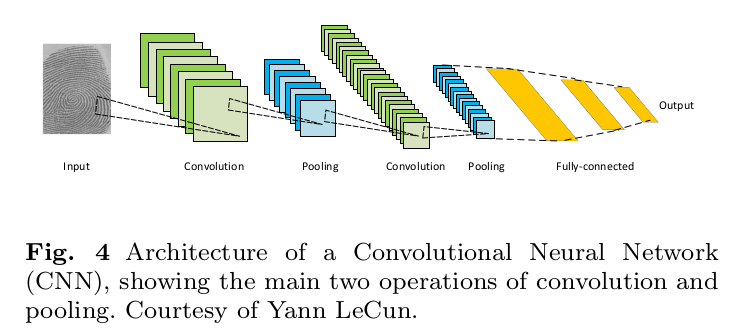 Output
Input Convolution Pooling Convolution Pooling Fully-connected
Fig. 4 Architecture of a Convolutional Neural Network
(CNN), showing the main two operations of convolution and
pooling. Courtesy of Yann LeCun.